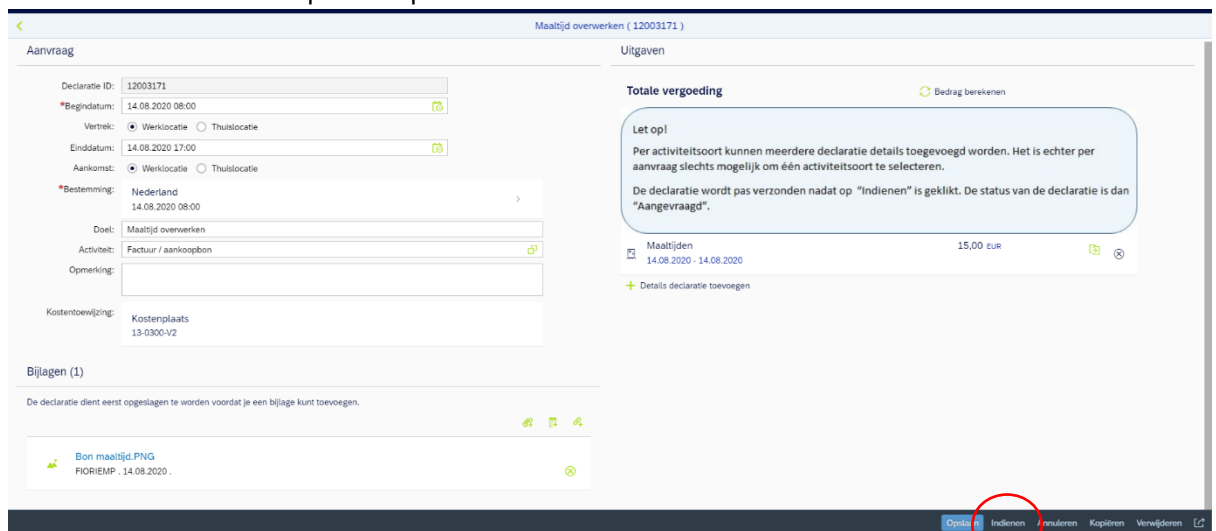 Maaltijd overwerken ( 12003171 )
Aanvraag
Declaratie ID: 12003171
*Begindatum: 14.08.2020 08:00
Vertrek: Werklocatie Thuislocatie
Einddatum: 14.08.2020 17:00
Aankomst: Werklocatie Thuislocatie
*Bestemming: Nederland
14.08.2020 08:00
Doel: Maaltijd overwerken
Activiteit: Factuur / aankoopbon
Opmerking:
Kostentoewijzing: Kostenplaats
13-0300-V2
Bijlagen (1)
De declaratie dient eerst opgeslagen te worden voordat je een bijlage kunt toevoegen.
Bon maaltijd.PNG
FIORIEMP . 14.08.2020 .
Uitgaven
Totale vergoeding Bedrag berekenen
Let op!
Per activiteitsoort kunnen meerdere declaratie details toegevoegd worden. Het is echter per
aanvraag slechts mogelijk om één activiteitsoort te selecteren.
De declaratie wordt pas verzonden nadat op “Indienen” is geklikt. De status van de declaratie is dan
“Aangevraagd”.
Maaltijden 15,00 EUR
14.08.2020 - 14.08.2020
Details declaratie toevoegen
Opslaan Indienen Annuleren Kopiëren Verwijderen